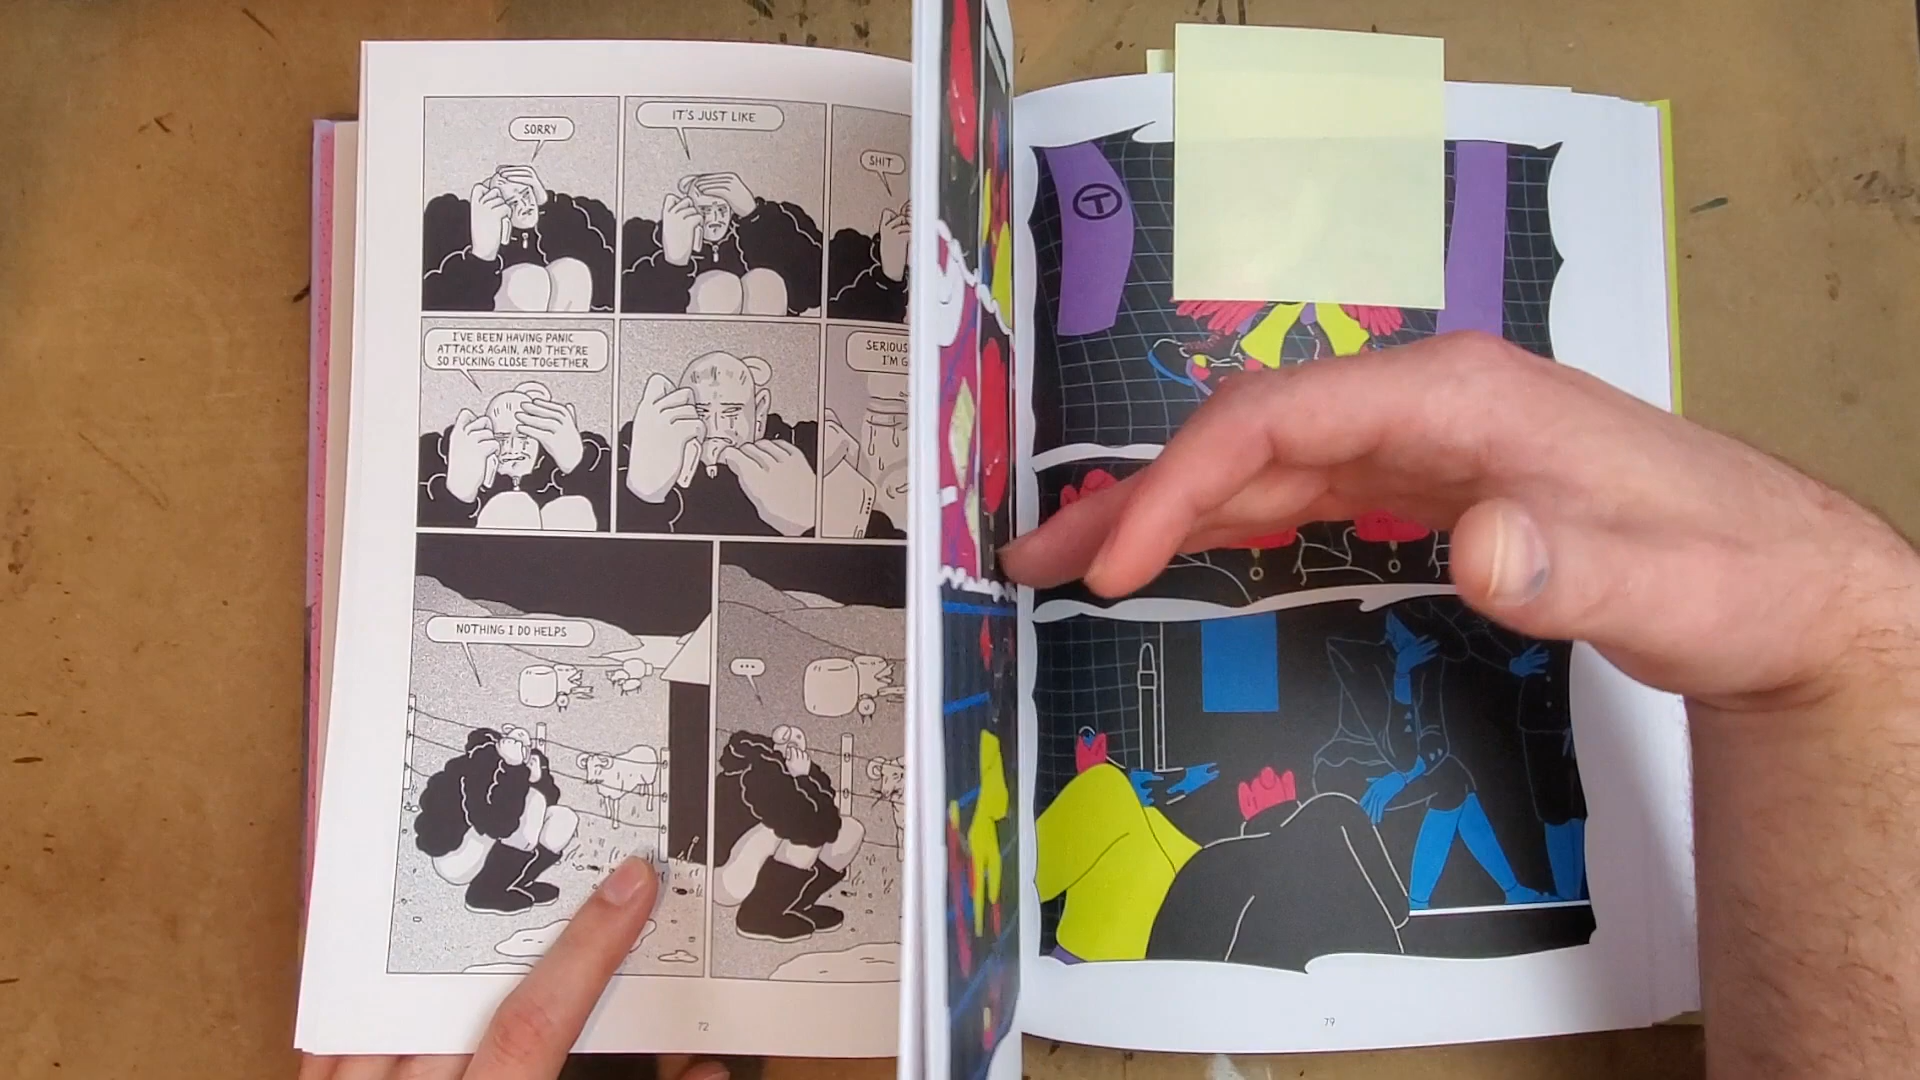 SORRY
IT'S JUST LIKE
SHIT
I'VE BEEN HAVING PANIC
ATTACKS AGAIN, AND THEY'RE
SO FUCKING CLOSE TOGETHER
SERIOUS
I'M G
NOTHING I DO HELPS
...
72
T
79